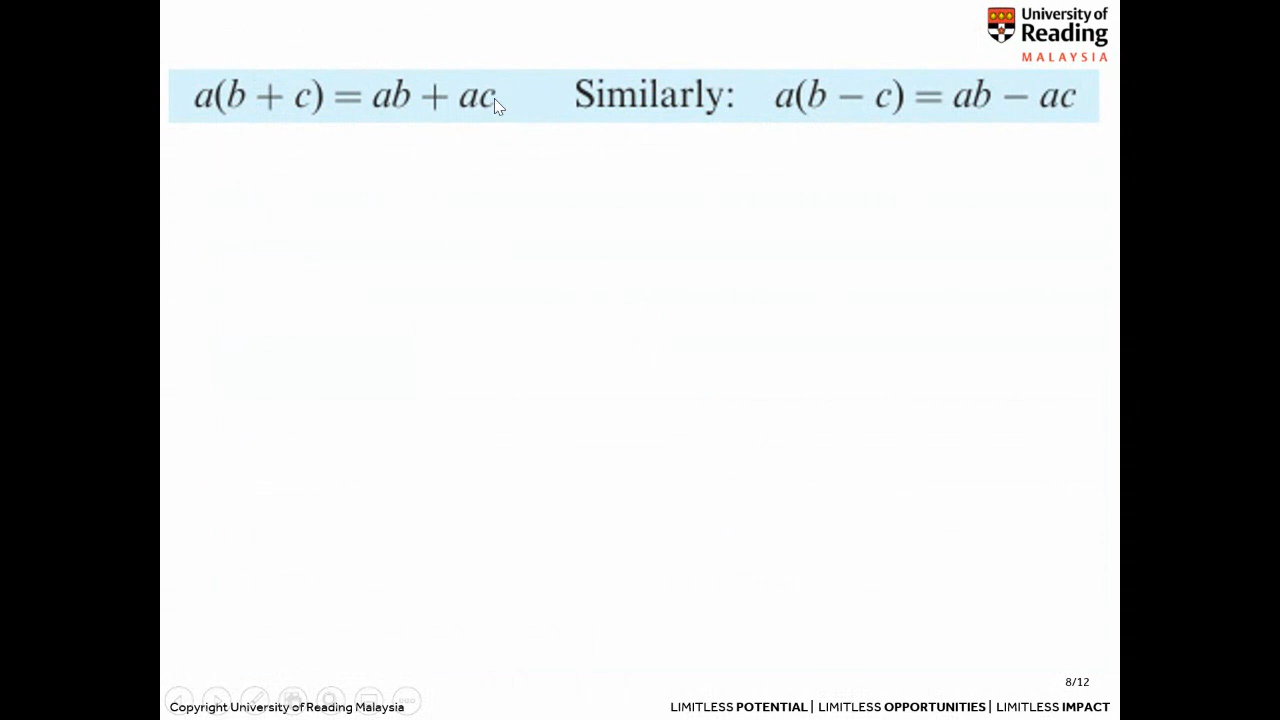 University of
Reading
MALAYSIA
a(b + c) = ab + ac Similarly: a(b − c) = ab − ac
8/12
Copyright University of Reading Malaysia
LIMITLESS POTENTIAL | LIMITLESS OPPORTUNITIES | LIMITLESS IMPACT